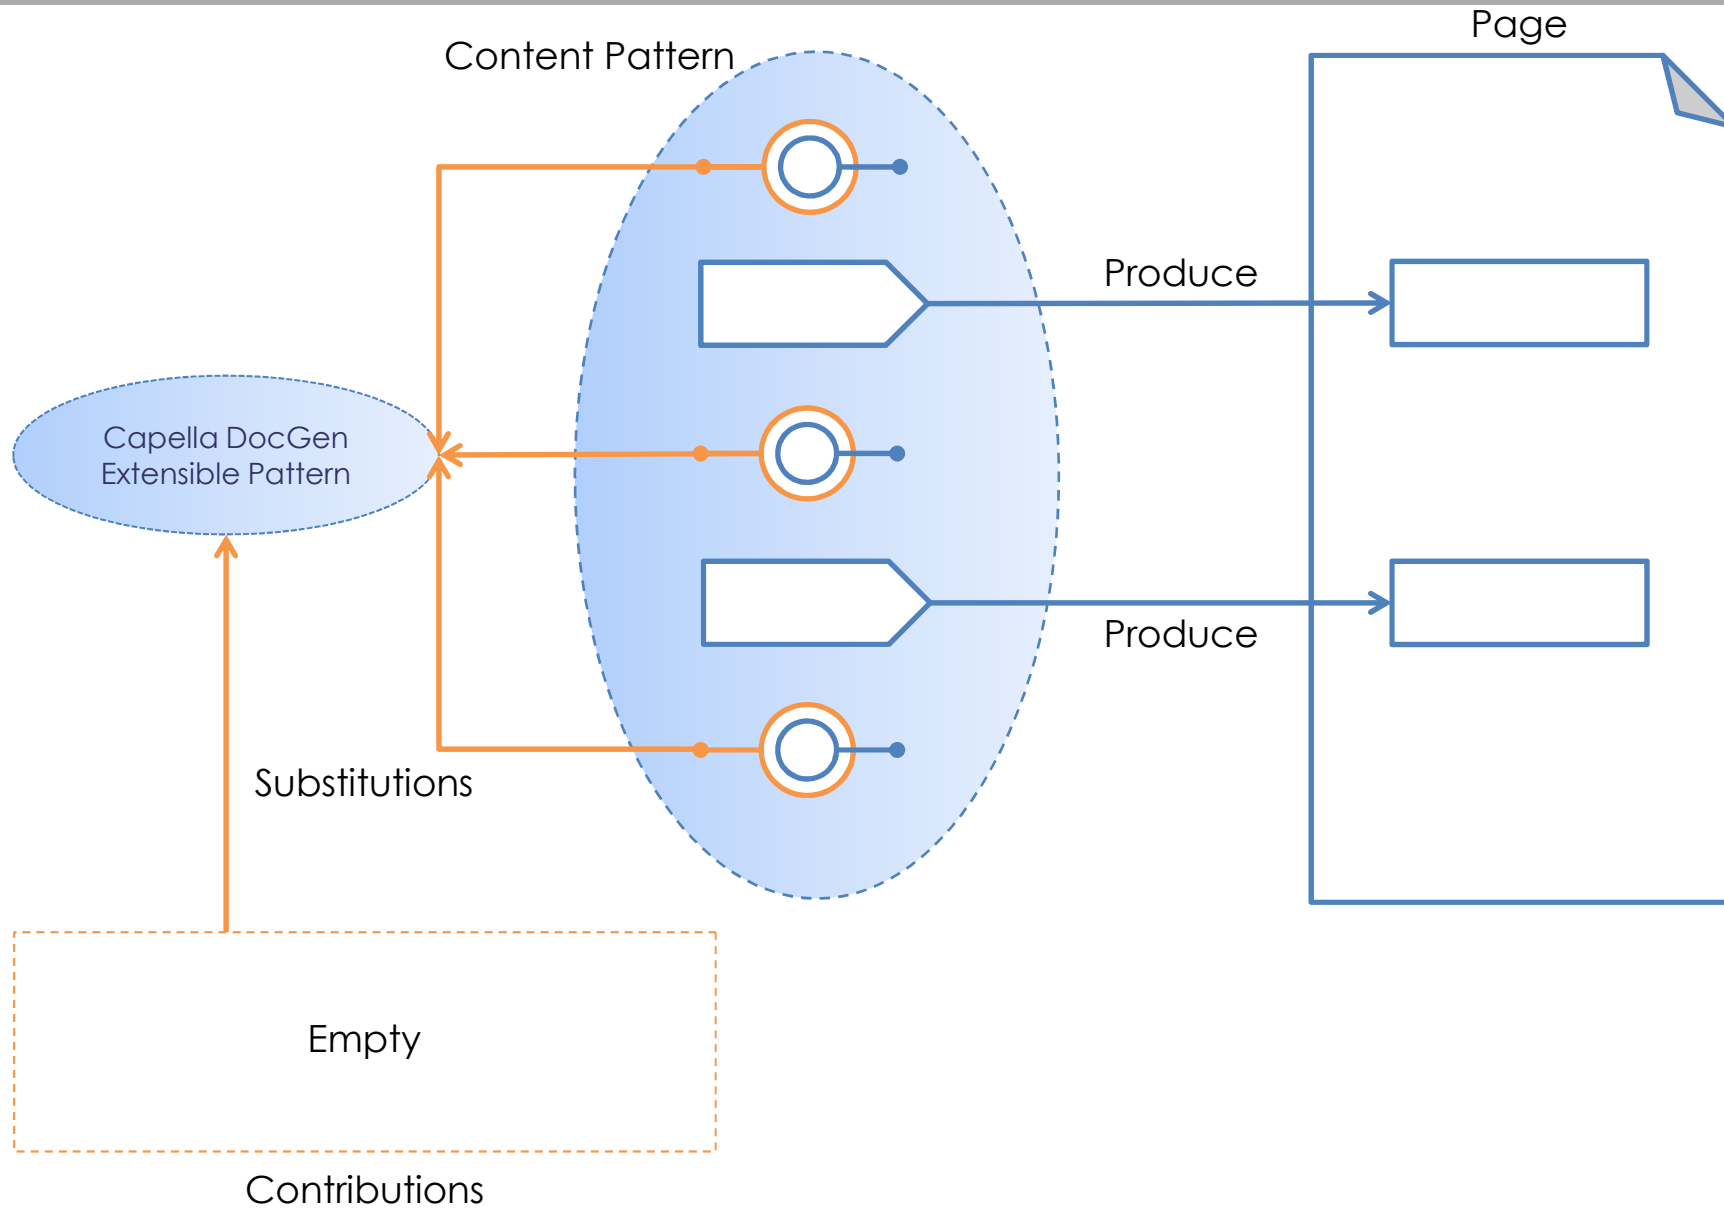 Page
Content Pattern
Produce
Capella DocGen
Extensible Pattern
Produce
Substitutions
Empty
Contributions